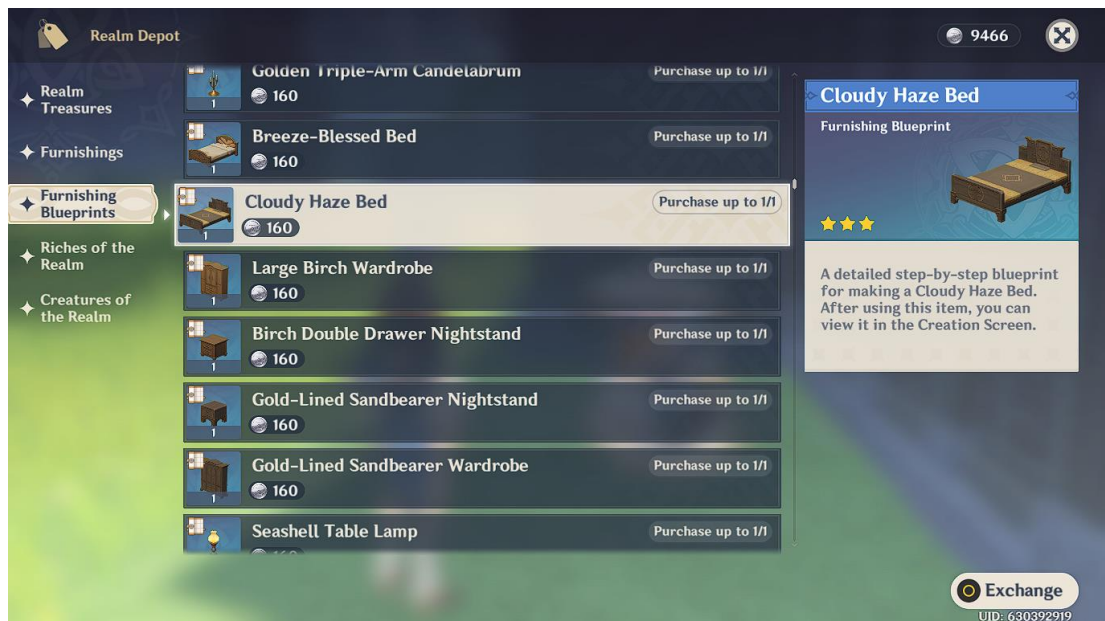 Realm Depot
9466
Realm
Treasures
Furnishings
Furnishing
Blueprints
Riches of the
Realm
Creatures of
the Realm
Golden Triple-Arm Candelabrum
Purchase up to 1/1
1
160
Breeze-Blessed Bed
Purchase up to 1/1
1
160
Cloudy Haze Bed
Purchase up to 1/1
1
160
Large Birch Wardrobe
Purchase up to 1/1
1
160
Birch Double Drawer Nightstand
Purchase up to 1/1
1
160
Gold-Lined Sandbearer Nightstand
Purchase up to 1/1
1
160
Gold-Lined Sandbearer Wardrobe
Purchase up to 1/1
1
160
Seashell Table Lamp
Purchase up to 1/1
Cloudy Haze Bed
Furnishing Blueprint
A detailed step-by-step blueprint
for making a Cloudy Haze Bed.
After using this item, you can
view it in the Creation Screen.
Exchange
UID: 630392919